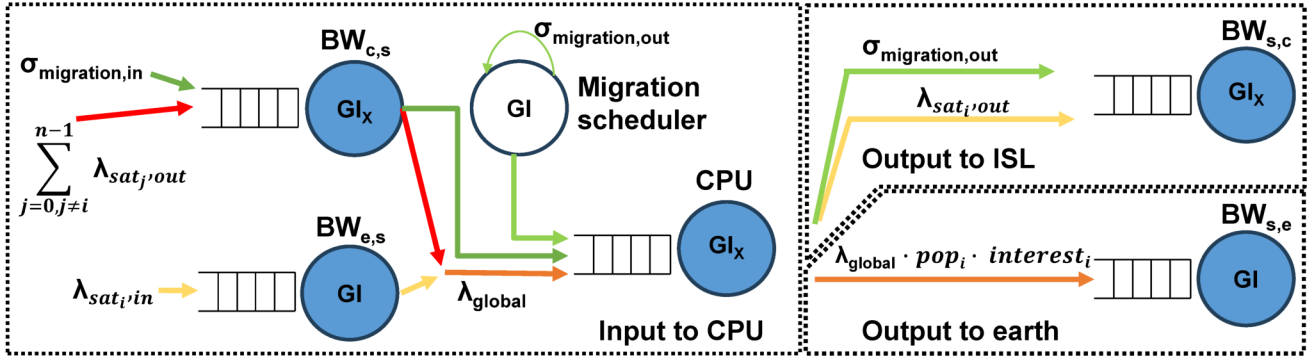 σmigration,in
n−1
∑ λsatj,out
j=0,j≠i
BWc,s
GIX
σmigration,out
GI
Migration
scheduler
BWe,s
λsati,in
GI
λglobal
CPU
GIX
Input to CPU
σmigration,out
λsati,out
BWs,c
GIX
Output to ISL
BWs,e
λglobal · popi · interesti
GI
Output to earth